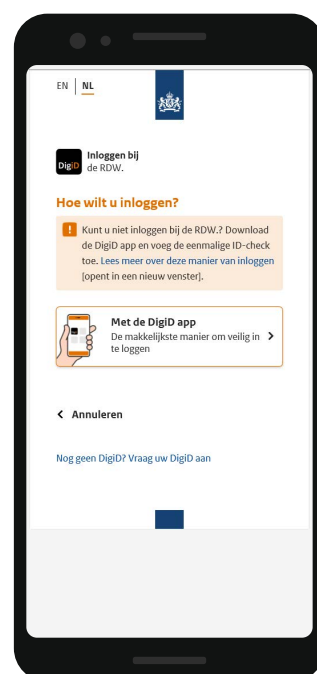 EN | NL
DigiD
Inloggen bij
de RDW.
Hoe wilt u inloggen?
! Kunt u niet inloggen bij de RDW.? Download
de DigiD app en voeg de eenmalige ID-check
toe. Lees meer over deze manier van inloggen
[opent in een nieuw venster].
Met de DigiD app
De makkelijkste manier om veilig in
te loggen
Annuleren
Nog geen DigiD? Vraag uw DigiD aan